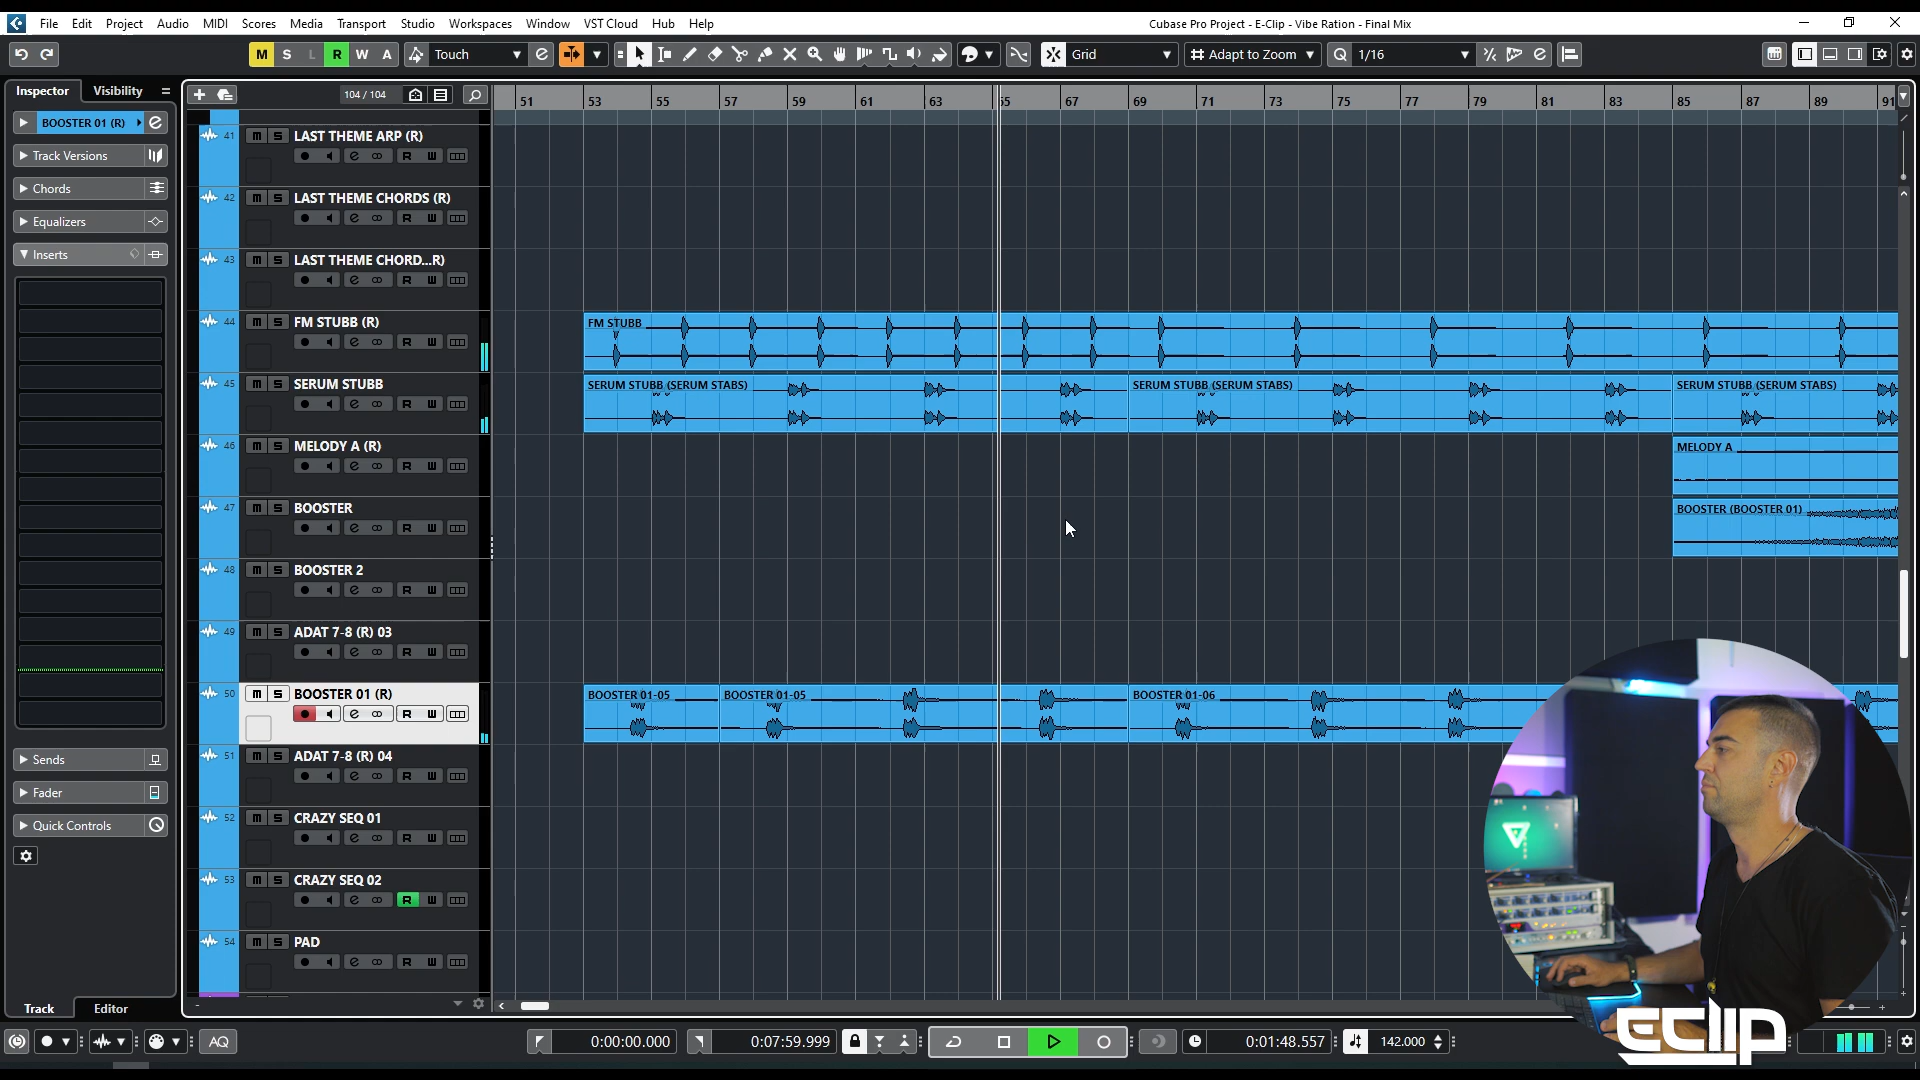 File Edit Project Audio MIDI Scores Media Transport Studio Workspaces Window VST Cloud Hub Help
Cubase Pro Project - E-Clip - Vibe Ration - Final Mix
M S L R W A Touch Grid Adapt to Zoom Q 1/16
Inspector Visibility
104 / 104
51 53 55 57 59 61 63 65 67 69 71 73 75 77 79 81 83 85 87 89 91
BOOSTER 01 (R)
Track Versions
Chords
Equalizers
Inserts
Sends
Fader
Quick Controls
Track Editor
41 m S LAST THEME ARP (R)
R W
42 m S LAST THEME CHORDS (R)
R W
43 m S LAST THEME CHORD...R)
R W
44 m S FM STUBB (R)
R W
FM STUBB
45 m S SERUM STUBB
R W
SERUM STUBB (SERUM STABS) SERUM STUBB (SERUM STABS) SERUM STUBB (SERUM STABS)
46 m S MELODY A (R)
R W
MELODY A
47 m S BOOSTER
R W
BOOSTER (BOOSTER 01)
48 m S BOOSTER 2
R W
49 m S ADAT 7-8 (R) 03
R W
50 m S BOOSTER 01 (R)
R W
BOOSTER 01-05 BOOSTER 01-05 BOOSTER 01-06
51 m S ADAT 7-8 (R) 04
R W
52 m S CRAZY SEQ 01
R W
53 m S CRAZY SEQ 02
R W
54 m S PAD
R W
AQ 0:00:00.000 0:07:59.999 0:01:48.557 142.000
ECLIP